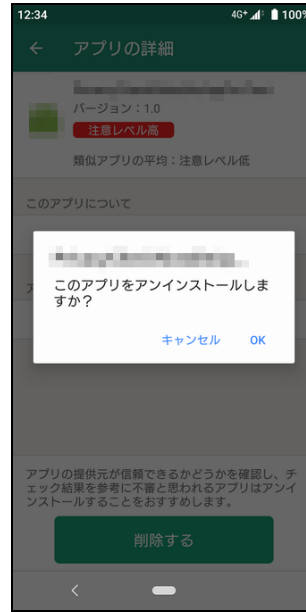 12:34
4G+
100%
アプリの詳細
バージョン：1.0
注意レベル高
類似アプリの平均：注意レベル低
このアプリについて
このアプリをアンインストールしま
すか？
キャンセル
OK
アプリの提供元が信頼できるかどうかを確認し、チ
ェック結果を参考に不審と思われるアプリはアンイ
ンストールすることをおすすめします。
削除する